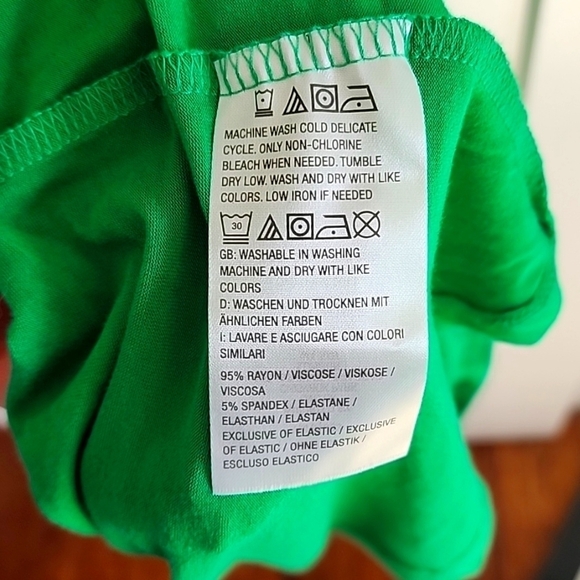 MACHINE WASH COLD DELICATE
CYCLE. ONLY NON-CHLORINE
BLEACH WHEN NEEDED. TUMBLE
DRY LOW. WASH AND DRY WITH LIKE
COLORS. LOW IRON IF NEEDED
30
GB: WASHABLE IN WASHING
MACHINE AND DRY WITH LIKE
COLORS
D: WASCHEN UND TROCKNEN MIT
ÄHNLICHEN FARBEN
I: LAVARE E ASCIUGARE CON COLORI
SIMILARI
95% RAYON / VISCOSE / VISKOSE /
VISCOSA
5% SPANDEX / ELASTANE /
ELASTHAN / ELASTAN
EXCLUSIVE OF ELASTIC / EXCLUSIVE
OF ELASTIC / OHNE ELASTIK /
ESCLUSO ELASTICO